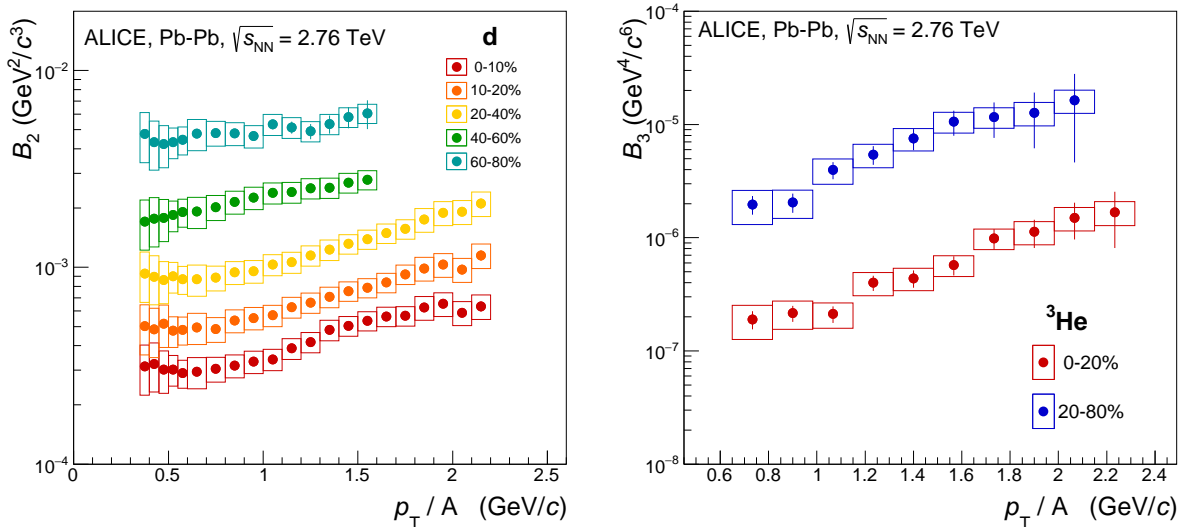 ALICE, Pb-Pb, √sNN = 2.76 TeV
d
0-10%
10-20%
20-40%
40-60%
60-80%
B2 (GeV²/c³)
10⁻²
10⁻³
10⁻⁴
0 0.5 1 1.5 2 2.5
pT / A (GeV/c)
ALICE, Pb-Pb, √sNN = 2.76 TeV
³He
0-20%
20-80%
B3 (GeV⁴/c⁶)
10⁻⁴
10⁻⁵
10⁻⁶
10⁻⁷
10⁻⁸
0.6 0.8 1 1.2 1.4 1.6 1.8 2 2.2 2.4
pT / A (GeV/c)